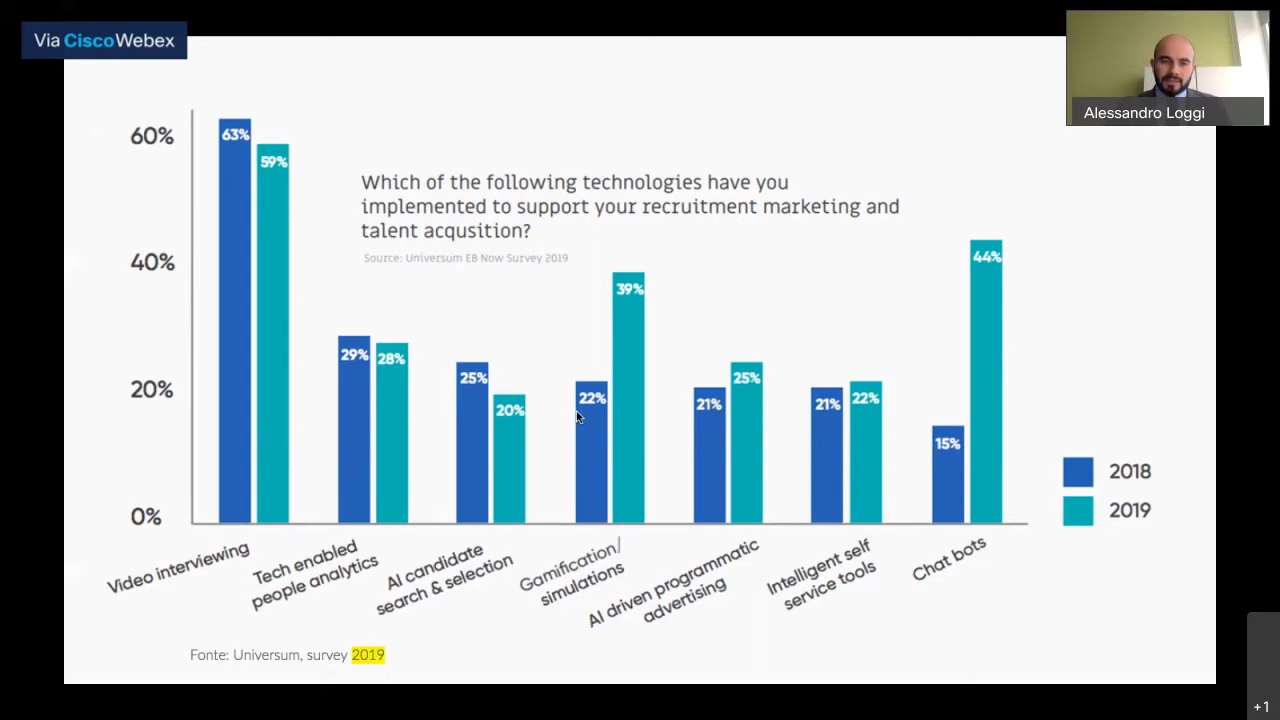 Via CiscoWebex
Alessandro Loggi
60%
40%
20%
0%
Which of the following technologies have you
implemented to support your recruitment marketing and
talent acqusition?
Source: Universum EB Now Survey 2019
63%
59%
29%
28%
25%
20%
22%
39%
21%
25%
21%
22%
15%
44%
2018
2019
Video interviewing
Tech enabled
people analytics
AI candidate
search & selection
Gamification/
simulations
AI driven programmatic
advertising
Intelligent self
service tools
Chat bots
Fonte: Universum, survey 2019
+1